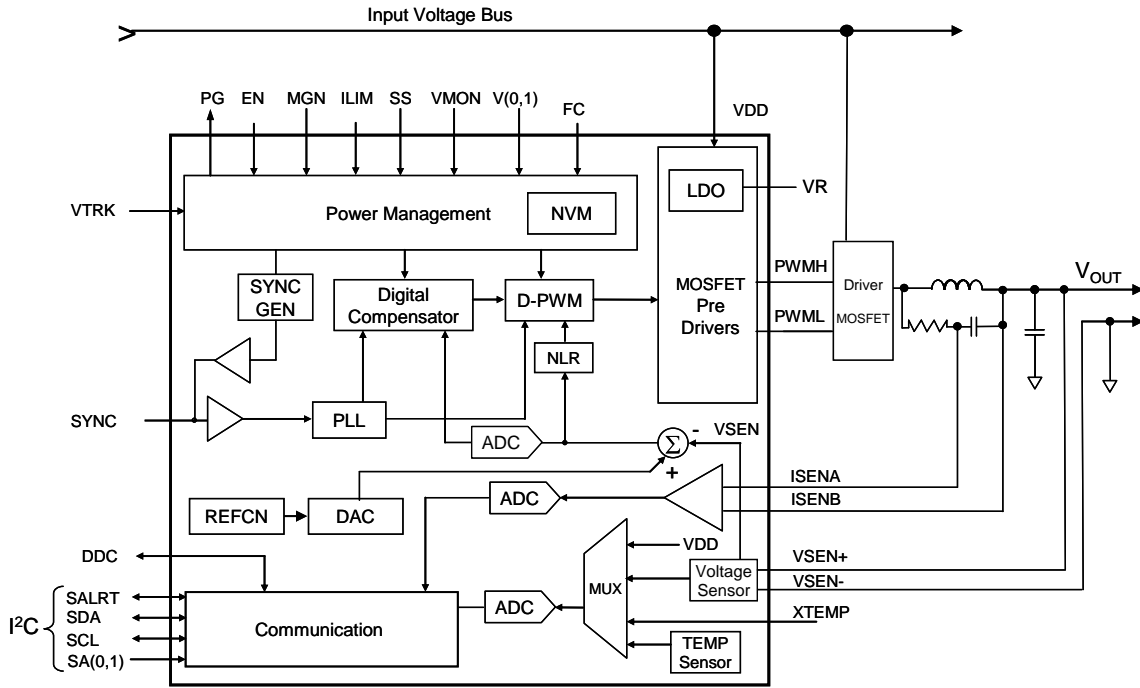 Input Voltage Bus
PG
EN
MGN
ILIM
SS
VMON
V(0,1)
FC
VDD
LDO
VR
VTRK
Power Management
NVM
SYNC
GEN
Digital
Compensator
D-PWM
MOSFET
Pre
Drivers
PWMH
PWML
Driver
MOSFET
VOUT
NLR
SYNC
PLL
ADC
Σ
-
+
VSEN
ISENA
ISENB
ADC
REFCN
DAC
DDC
VDD
VSEN+
VSEN-
Voltage
Sensor
MUX
XTEMP
TEMP
Sensor
ADC
Communication
I²C
SALRT
SDA
SCL
SA(0,1)